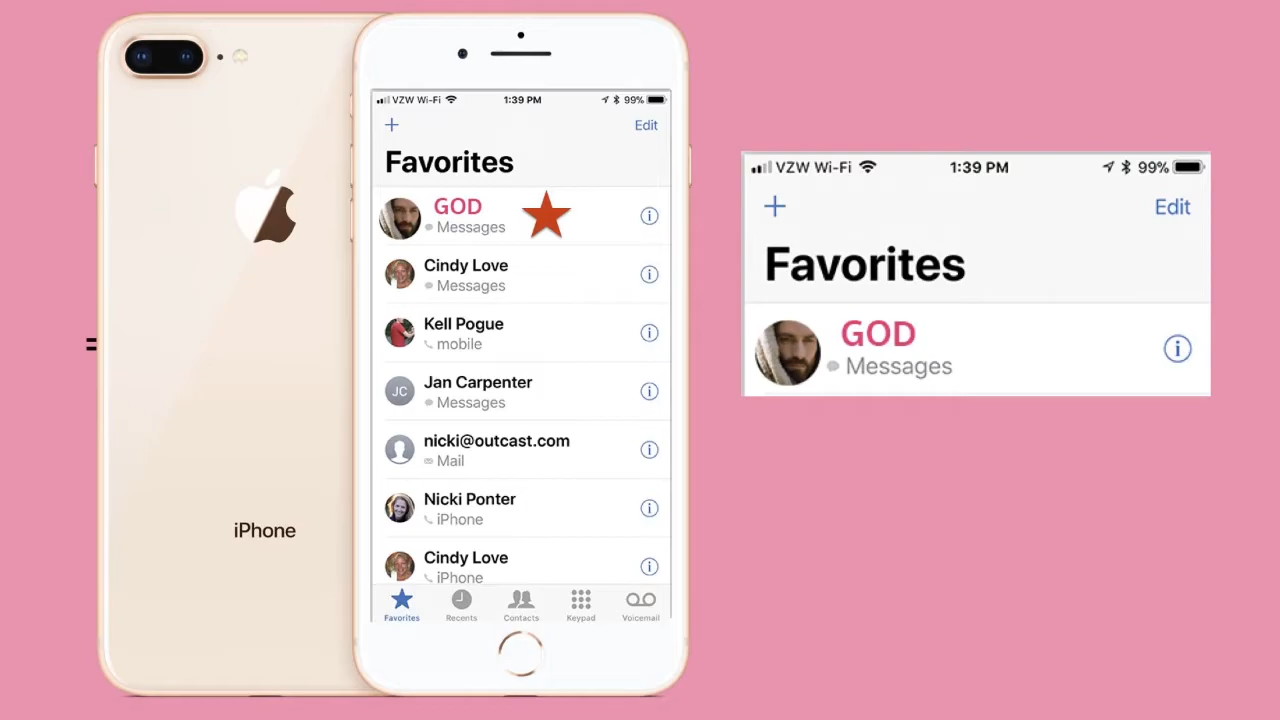 VZW Wi-Fi 1:39 PM 99%
+ Edit
Favorites
GOD
Messages
Cindy Love
Messages
Kell Pogue
mobile
JC
Jan Carpenter
Messages
nicki@outcast.com
Mail
Nicki Ponter
iPhone
Cindy Love
iPhone
Favorites Recents Contacts Keypad Voicemail
=
iPhone
VZW Wi-Fi 1:39 PM 99%
+ Edit
Favorites
GOD
Messages